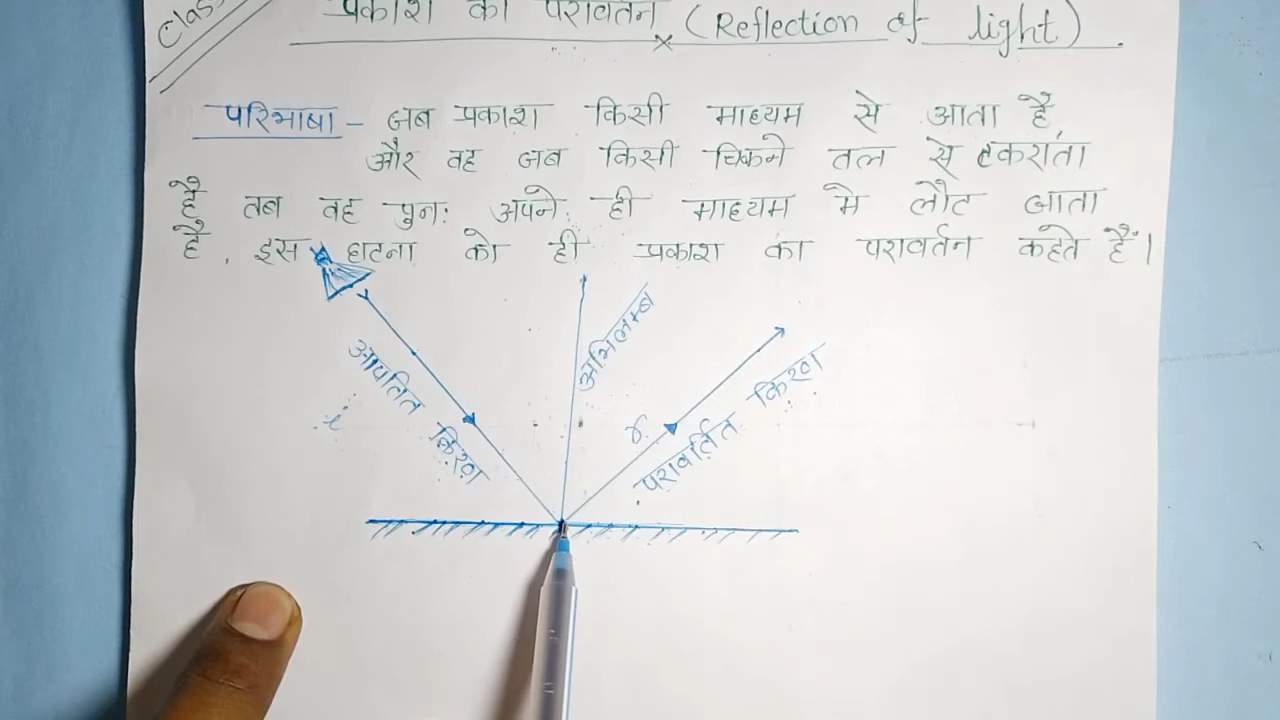 Class
प्रकाश का परावर्तन (Reflection of light)
परिभाषा - जब प्रकाश किसी माध्यम से आता है,
और वह जब किसी चिकने तल से टकराता
है तब वह पुनः अपने ही माध्यम मे लौट आता
है. इस घटना को ही प्रकाश का परावर्तन कहते हैं।
आपतित किरण
अभिलम्ब
परावर्तित किरण
i
r